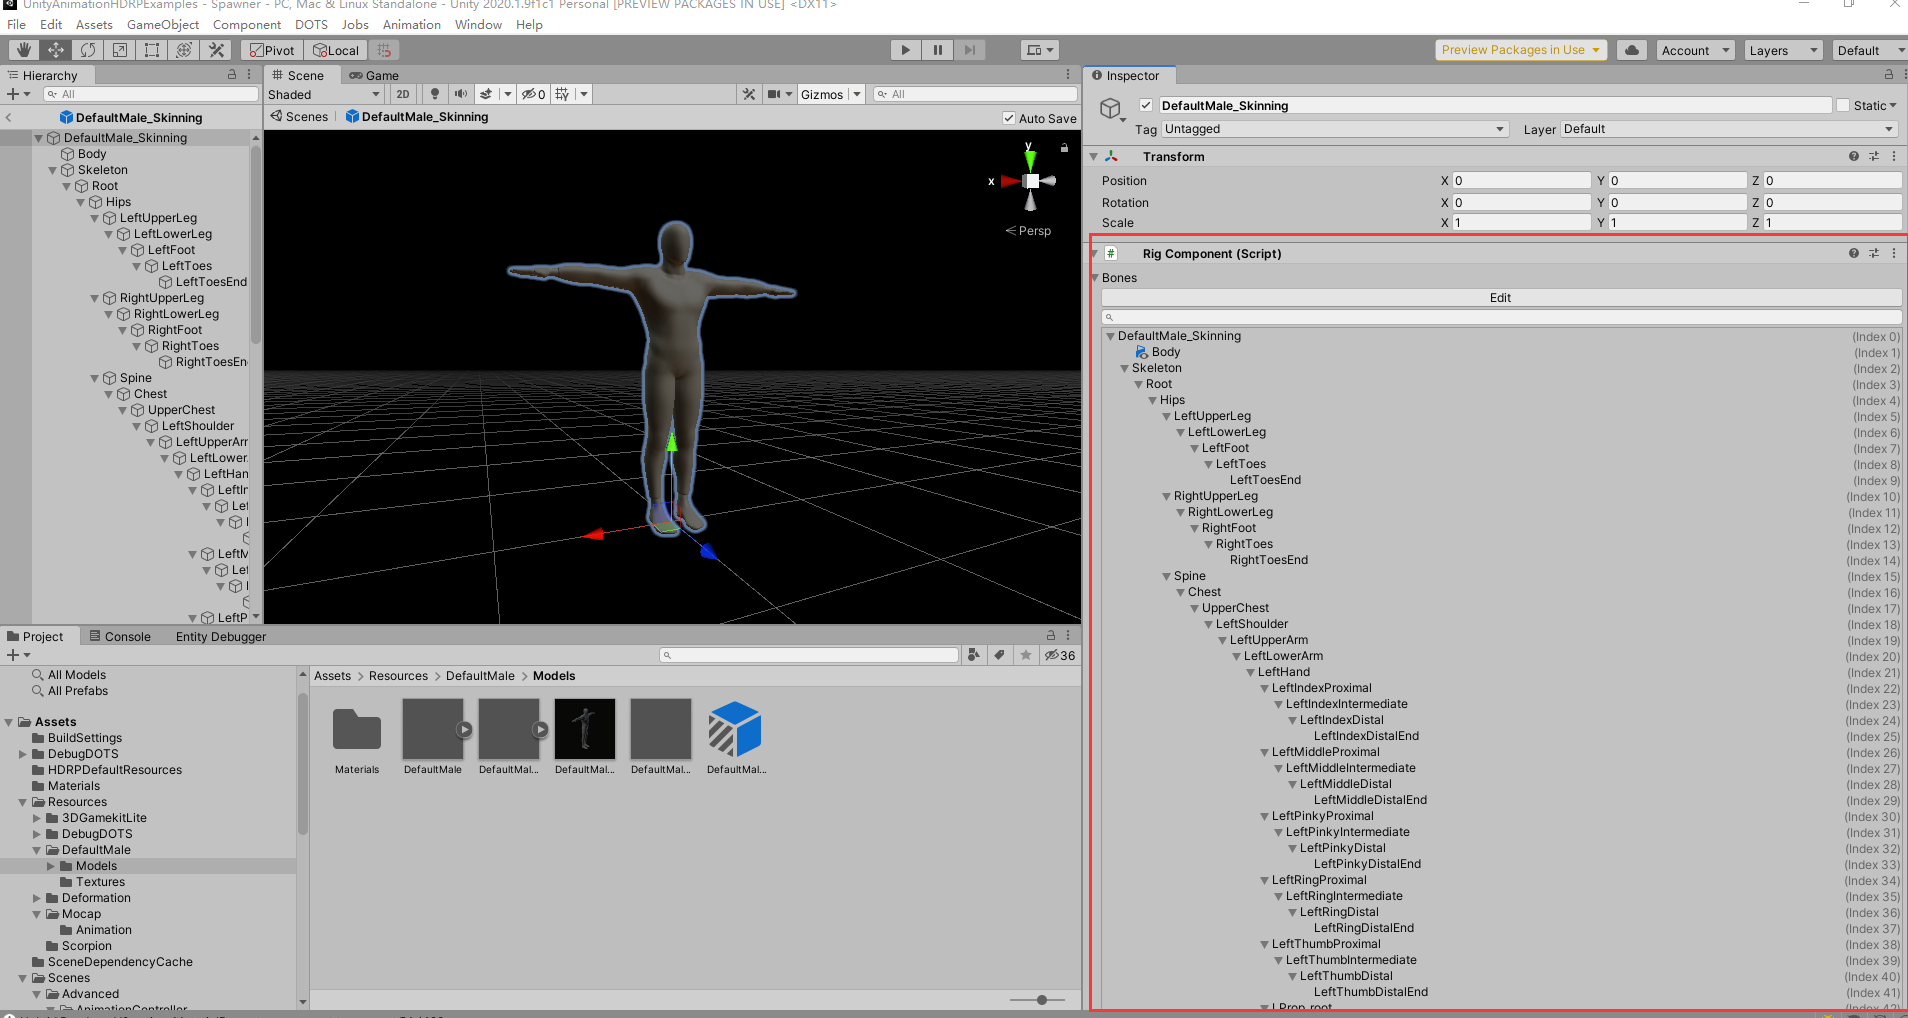 UnityAnimationHDRPExamples - Spawner - PC, Mac & Linux Standalone - Unity 2020.1.9f1c1 Personal [PREVIEW PACKAGES IN USE] <DX11>
File Edit Assets GameObject Component DOTS Jobs Animation Window Help
Pivot Local Preview Packages in Use Account Layers Default
Hierarchy
All
DefaultMale_Skinning
DefaultMale_Skinning
Body
Skeleton
Root
Hips
LeftUpperLeg
LeftLowerLeg
LeftFoot
LeftToes
LeftToesEnd
RightUpperLeg
RightLowerLeg
RightFoot
RightToes
RightToesEn
Spine
Chest
UpperChest
LeftShoulder
LeftUpperArr
LeftLower
LeftHan
LeftIr
Lef
LeftM
Lef
LeftP
Scene Game
Shaded 2D 0 Gizmos All
Scenes DefaultMale_Skinning Auto Save
y
x
Persp
Project Console Entity Debugger
36
All Models
All Prefabs
Assets
BuildSettings
DebugDOTS
HDRPDefaultResources
Materials
Resources
3DGamekitLite
DebugDOTS
DefaultMale
Models
Textures
Deformation
Mocap
Animation
Scorpion
SceneDependencyCache
Scenes
Advanced
AnimationController
Assets > Resources > DefaultMale > Models
Materials DefaultMale DefaultMal... DefaultMal... DefaultMal... DefaultMal...
Inspector
DefaultMale_Skinning Static
Tag Untagged Layer Default
Transform
Position X 0 Y 0 Z 0
Rotation X 0 Y 0 Z 0
Scale X 1 Y 1 Z 1
# Rig Component (Script)
Bones
Edit
DefaultMale_Skinning (Index 0)
Body (Index 1)
Skeleton (Index 2)
Root (Index 3)
Hips (Index 4)
LeftUpperLeg (Index 5)
LeftLowerLeg (Index 6)
LeftFoot (Index 7)
LeftToes (Index 8)
LeftToesEnd (Index 9)
RightUpperLeg (Index 10)
RightLowerLeg (Index 11)
RightFoot (Index 12)
RightToes (Index 13)
RightToesEnd (Index 14)
Spine (Index 15)
Chest (Index 16)
UpperChest (Index 17)
LeftShoulder (Index 18)
LeftUpperArm (Index 19)
LeftLowerArm (Index 20)
LeftHand (Index 21)
LeftIndexProximal (Index 22)
LeftIndexIntermediate (Index 23)
LeftIndexDistal (Index 24)
LeftIndexDistalEnd (Index 25)
LeftMiddleProximal (Index 26)
LeftMiddleIntermediate (Index 27)
LeftMiddleDistal (Index 28)
LeftMiddleDistalEnd (Index 29)
LeftPinkyProximal (Index 30)
LeftPinkyIntermediate (Index 31)
LeftPinkyDistal (Index 32)
LeftPinkyDistalEnd (Index 33)
LeftRingProximal (Index 34)
LeftRingIntermediate (Index 35)
LeftRingDistal (Index 36)
LeftRingDistalEnd (Index 37)
LeftThumbProximal (Index 38)
LeftThumbIntermediate (Index 39)
LeftThumbDistal (Index 40)
LeftThumbDistalEnd (Index 41)
LProp_root (Index 42)